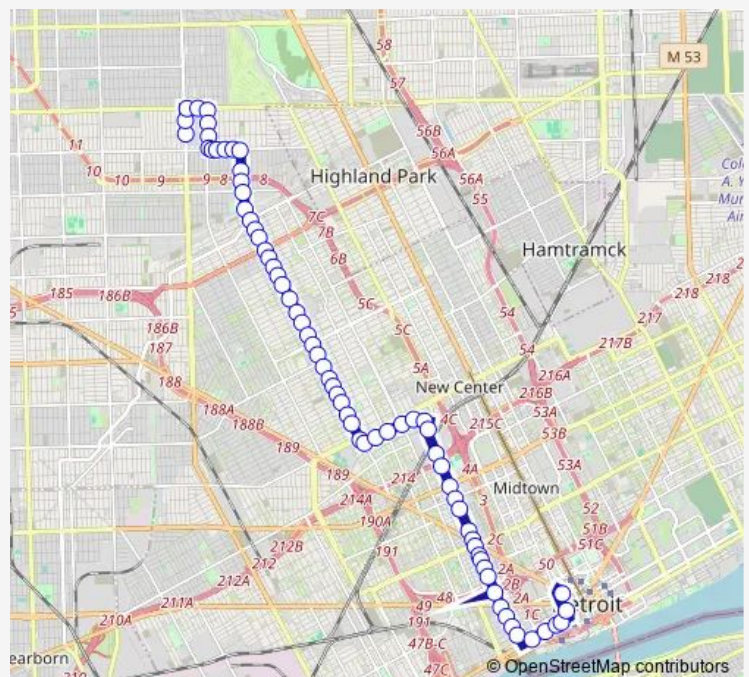 58
57
M 53
56B
11
56A
10
10
9
9
8
8
Highland Park
56A
55
7C
7B
6B
Hamtramck
185
186B
5C
218
218
186B
5C
54
217
187
54
217B
5A
216A
188
New Center
216B
188A
4C
215C
53A
188B
53B
189
4A
53A
189
214
214A
3
Midtown
52
190A
2C
51B
212B
191
51C
212
50
212A
2A
2B
211A
48
2A
49
1C
etroit
210A
191
earborn
47B-C
210
47C
© OpenStreetMap contributors